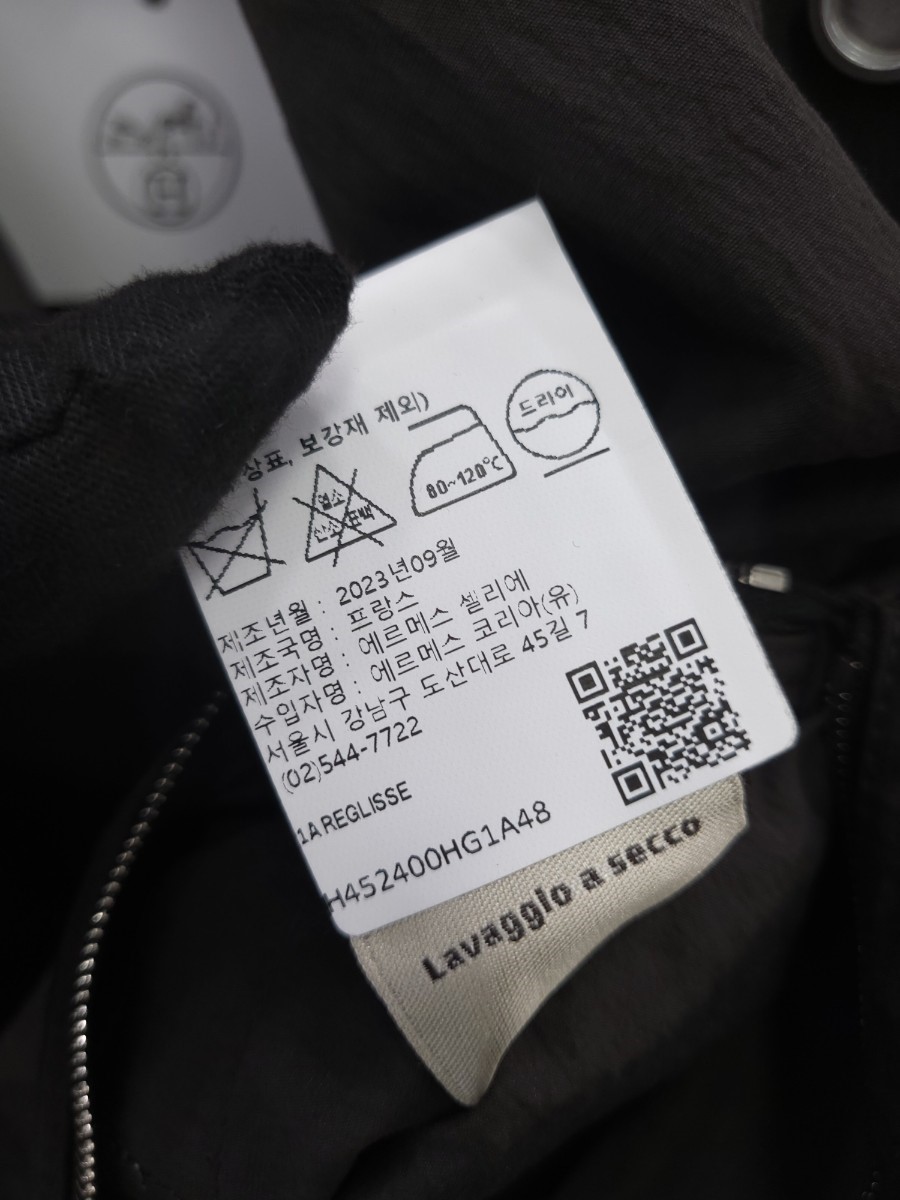 상표, 보강재 제외)
염소
산소 표백
80~120℃
드라이
제조년월 : 2023년09월
제조국명 : 프랑스
제조자명 : 에르메스 셀리에
수입자명 : 에르메스 코리아(유)
서울시 강남구 도산대로 45길 7
(02)544-7722
1A REGLISSE
H452400HG1A48
Lavaggio a secco